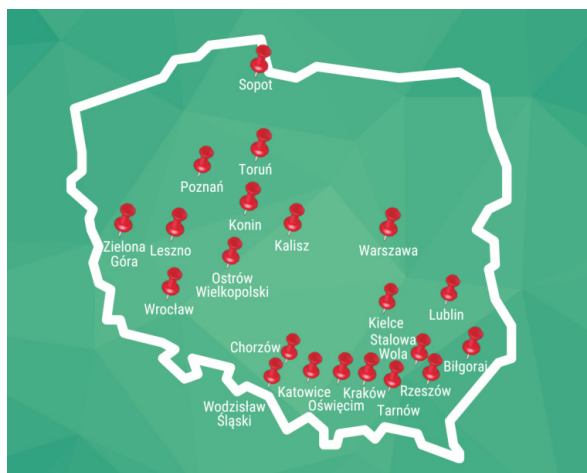 Sopot
Toruń
Poznań
Konin
Kalisz
Zielona
Góra
Leszno
Warszawa
Ostrów
Wielkopolski
Wrocław
Kielce
Lublin
Stalowa
Wola
Chorzów
Biłgoraj
Katowice
Oświęcim
Kraków
Rzeszów
Tarnów
Wodzisław
Śląski